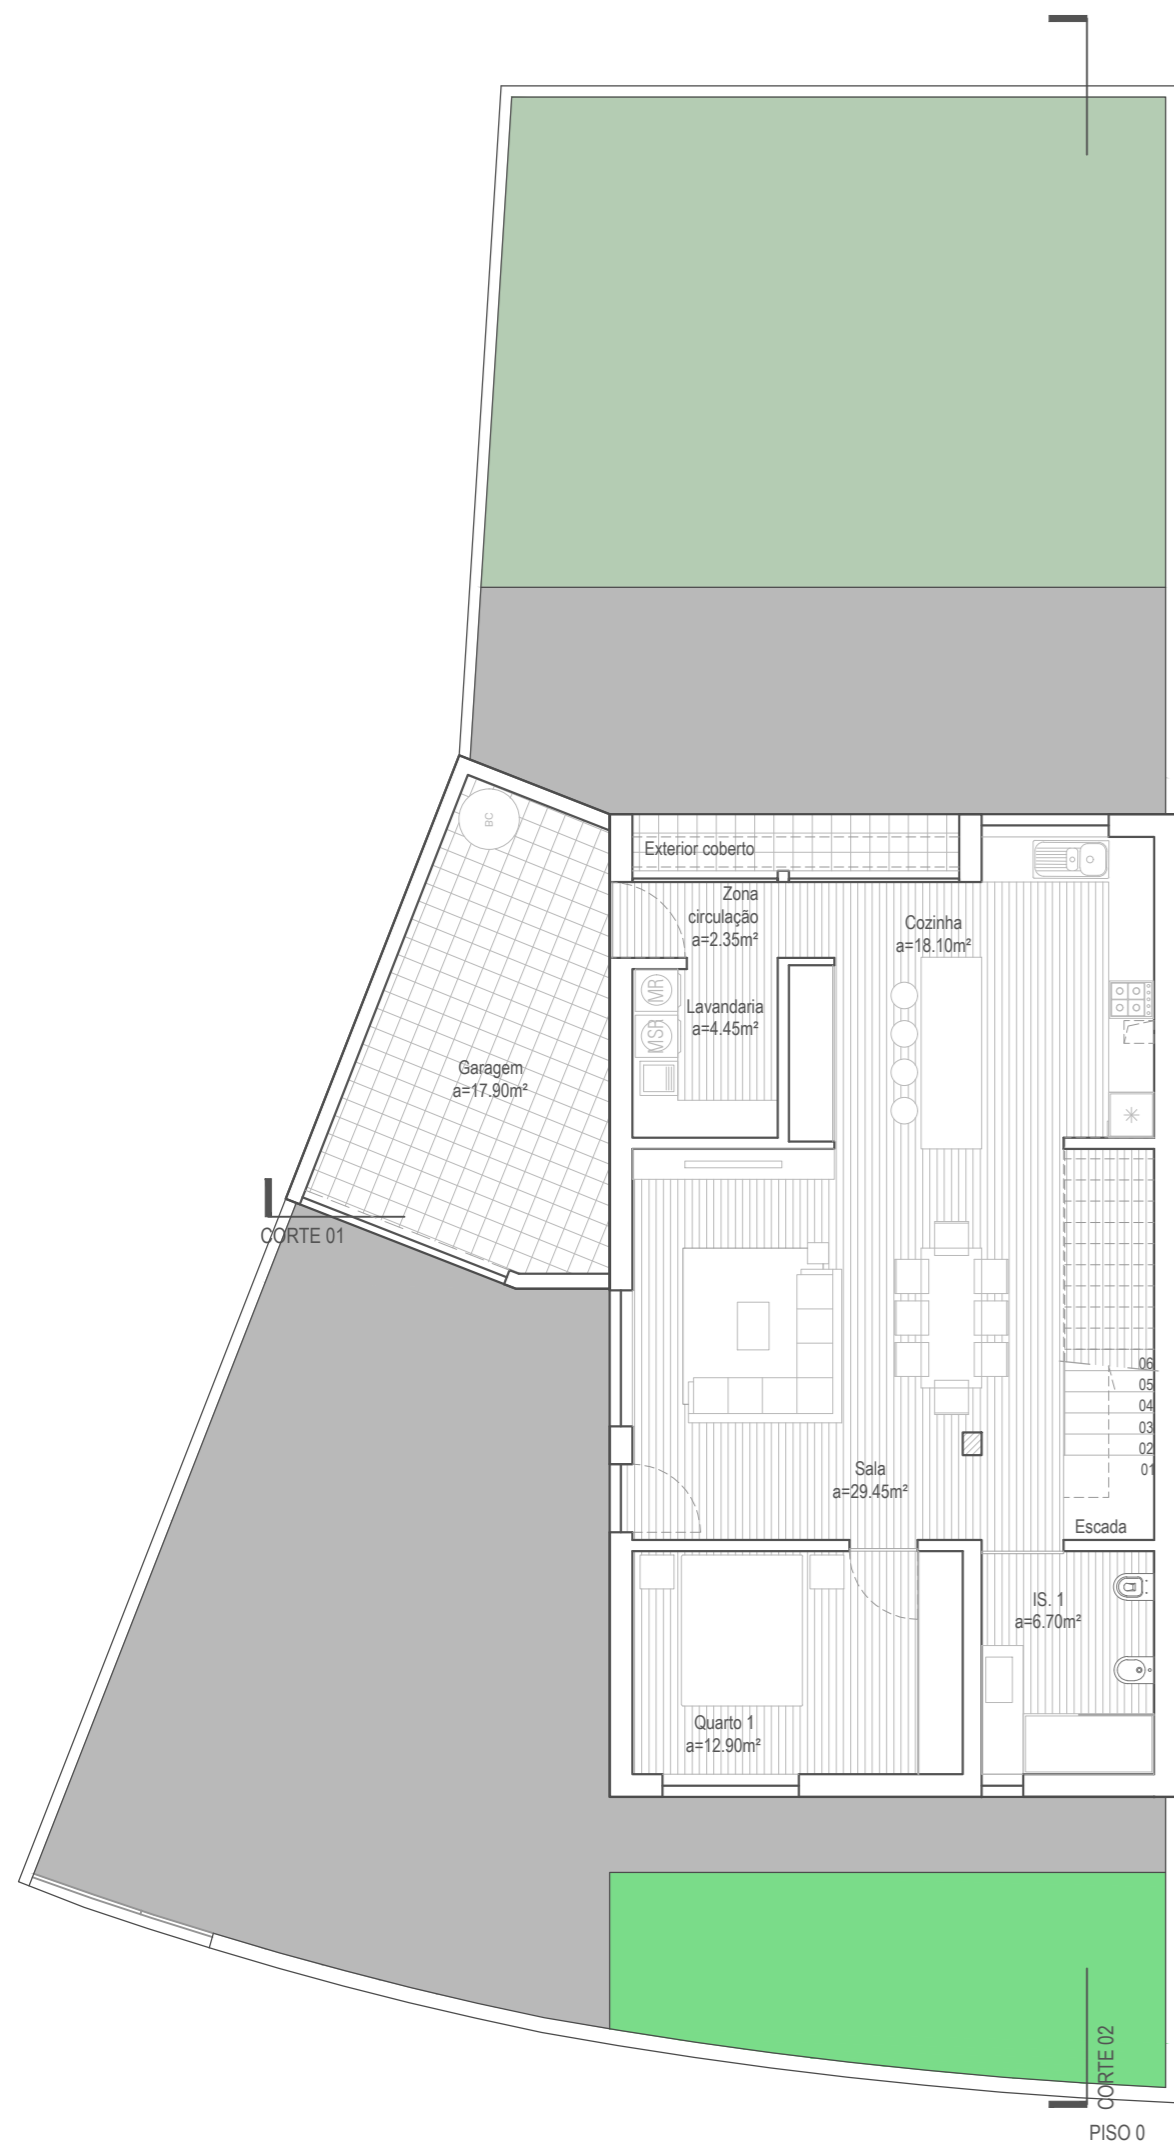 Exterior coberto
BC
Zona
circulação
a=2.35m²
Cozinha
a=18.10m²
MR
MSR
Lavandaria
a=4.45m²
Garagem
a=17.90m²
CORTE 01
06
05
04
03
02
01
Sala
a=29.45m²
Escada
IS. 1
a=6.70m²
Quarto 1
a=12.90m²
CORTE 02
PISO 0